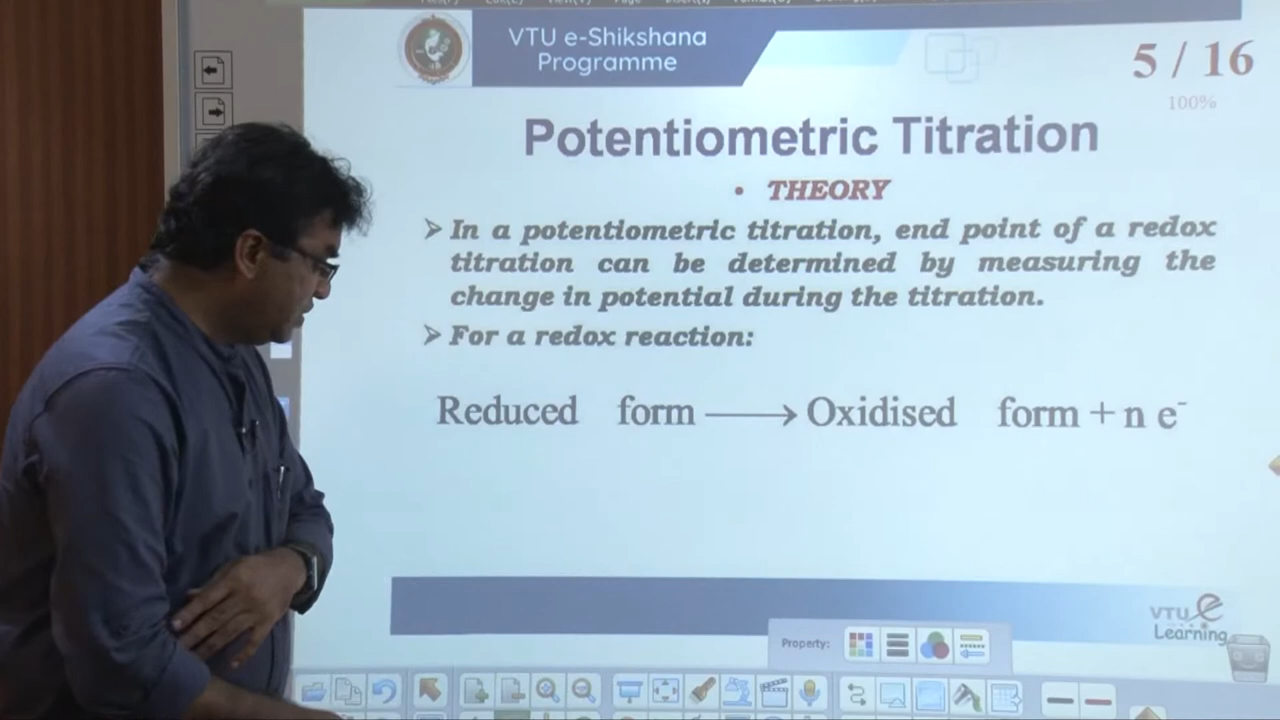 VTU e-Shikshana
Programme
5 / 16
100%
Potentiometric Titration
• THEORY
➢ In a potentiometric titration, end point of a redox
titration can be determined by measuring the
change in potential during the titration.
➢ For a redox reaction:
Reduced form ⟶ Oxidised form + n e⁻
VTU e
Learning
Property: